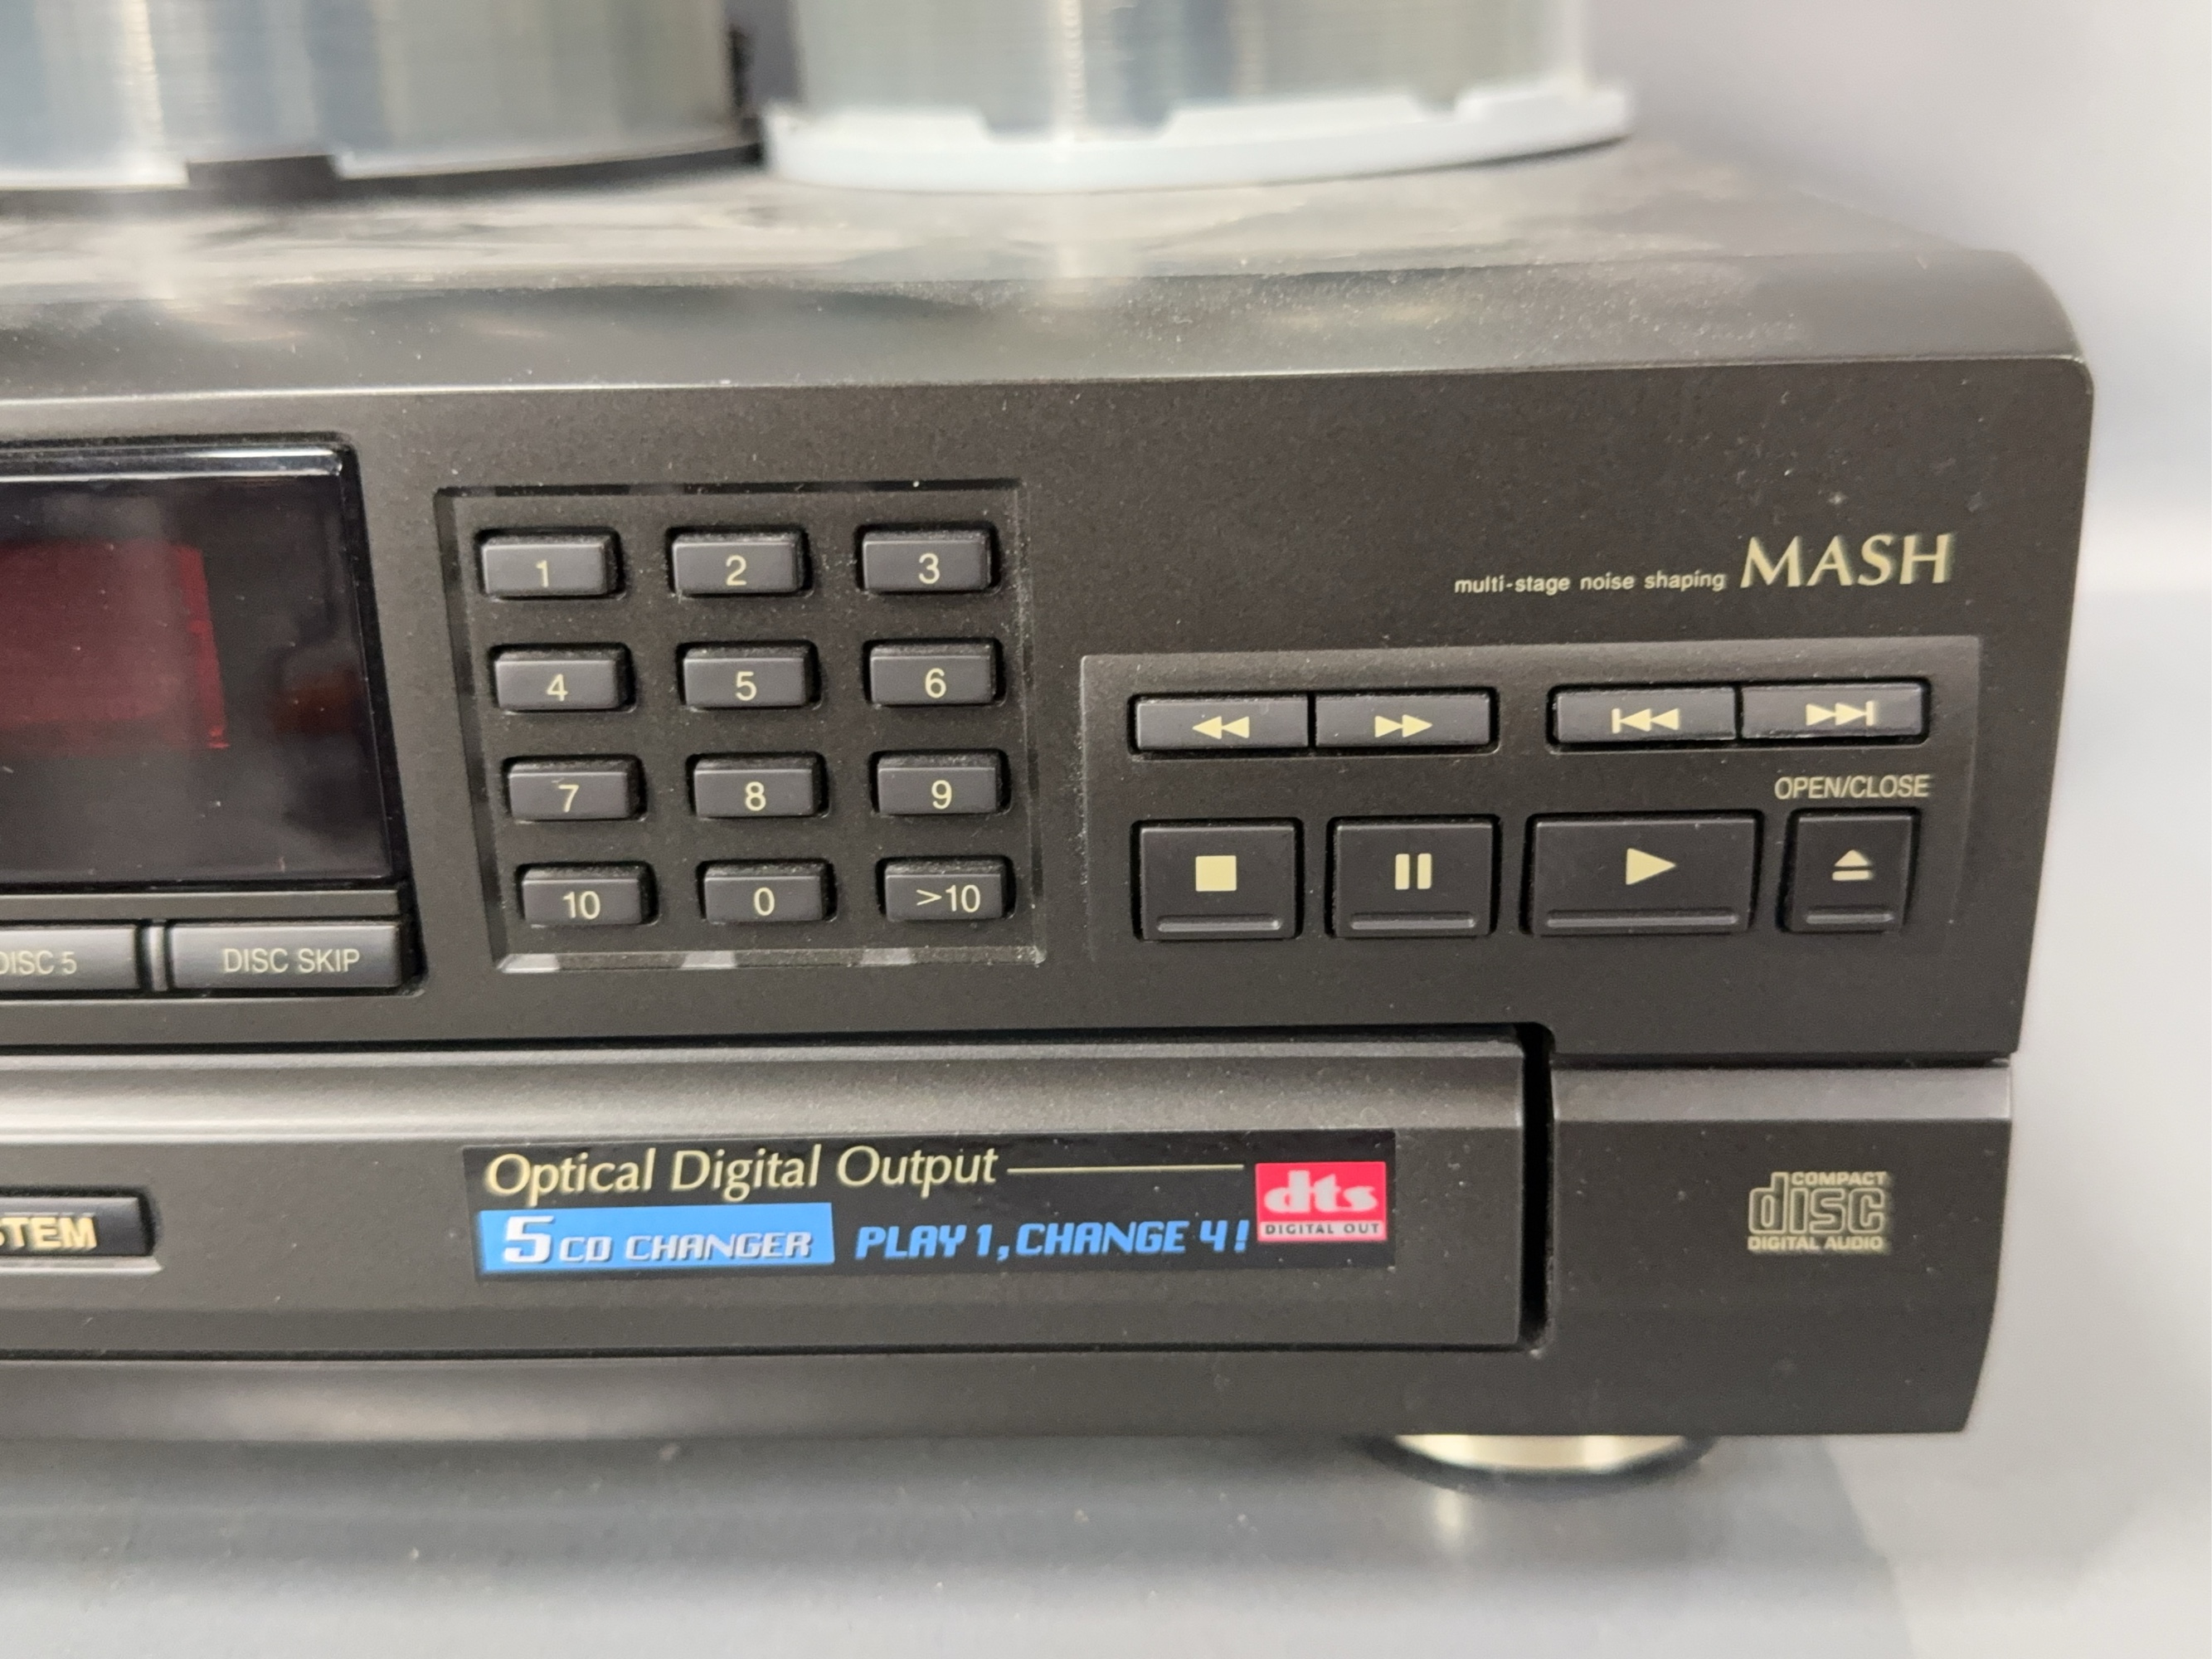 1 2 3
multi-stage noise shaping MASH
4 5 6
7 8 9
OPEN/CLOSE
10 0 >10
DISC 5 DISC SKIP
Optical Digital Output
dts
DIGITAL OUT
5 CD CHANGER PLAY 1, CHANGE 4!
STEM
COMPACT
disc
DIGITAL AUDIO